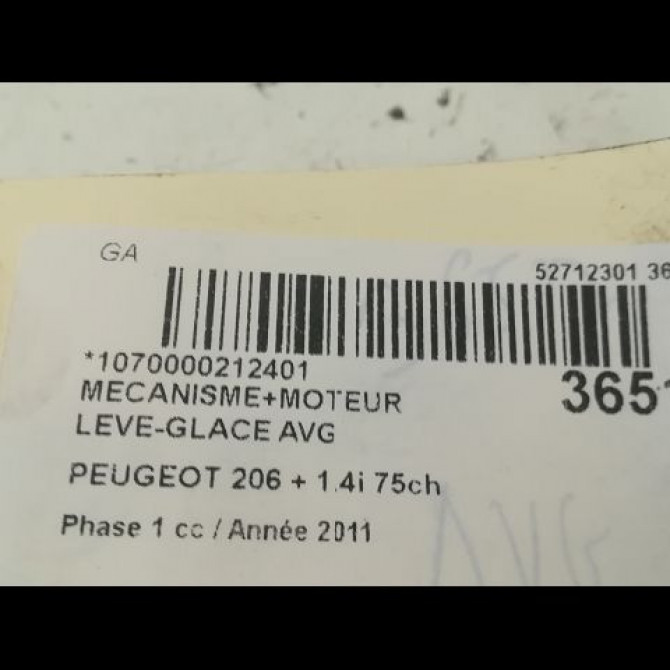 GA
52712301 36
*1070000212401
365
MECANISME+MOTEUR
LEVE-GLACE AVG
PEUGEOT 206 + 1.4i 75ch
Phase 1 cc / Année 2011
AVG